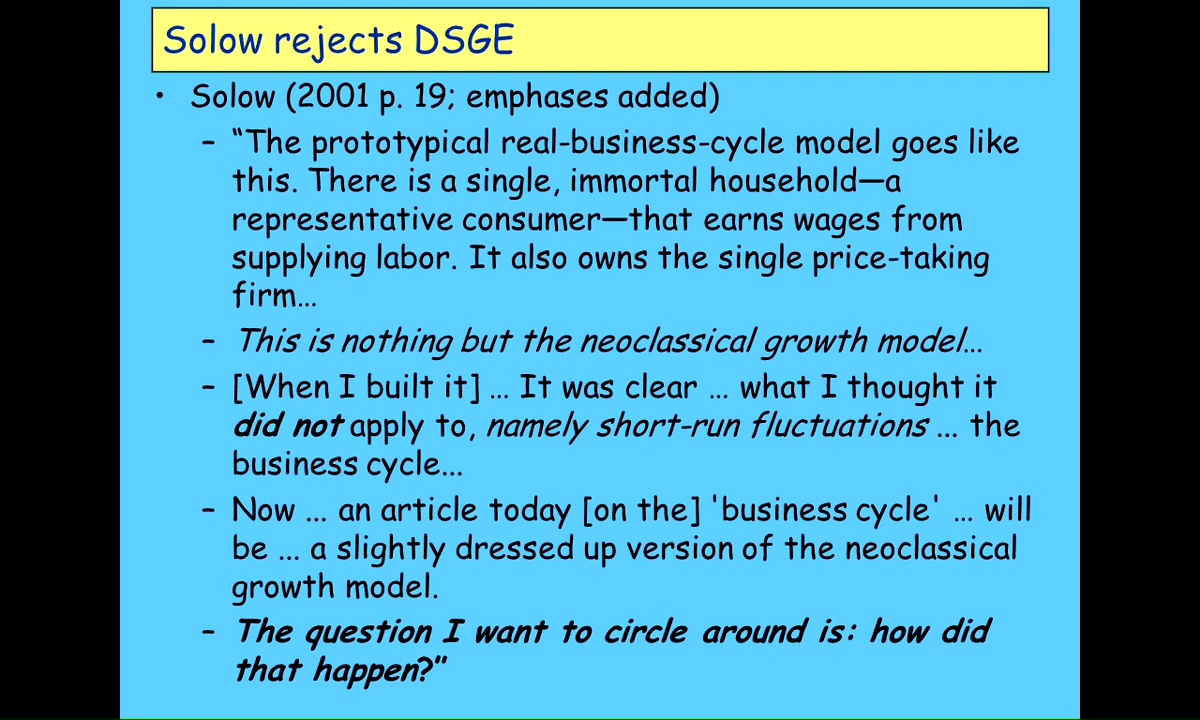 Solow rejects DSGE
• Solow (2001 p. 19; emphases added)
– “The prototypical real-business-cycle model goes like
this. There is a single, immortal household—a
representative consumer—that earns wages from
supplying labor. It also owns the single price-taking
firm…
– This is nothing but the neoclassical growth model…
– [When I built it] … It was clear … what I thought it
did not apply to, namely short-run fluctuations ... the
business cycle...
– Now ... an article today [on the] 'business cycle' … will
be ... a slightly dressed up version of the neoclassical
growth model.
– The question I want to circle around is: how did
that happen?”